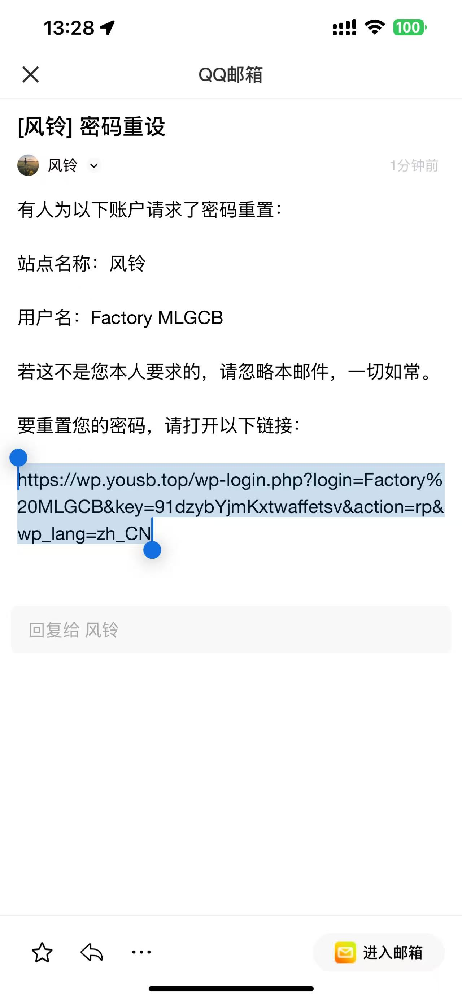 13:28
100
QQ邮箱
[风铃] 密码重设
风铃
1分钟前
有人为以下账户请求了密码重置：
站点名称：风铃
用户名：Factory MLGCB
若这不是您本人要求的，请忽略本邮件，一切如常。
要重置您的密码，请打开以下链接：
https://wp.yousb.top/wp-login.php?login=Factory%
20MLGCB&key=91dzybYjmKxtwaffetsv&action=rp&
wp_lang=zh_CN
回复给 风铃
进入邮箱